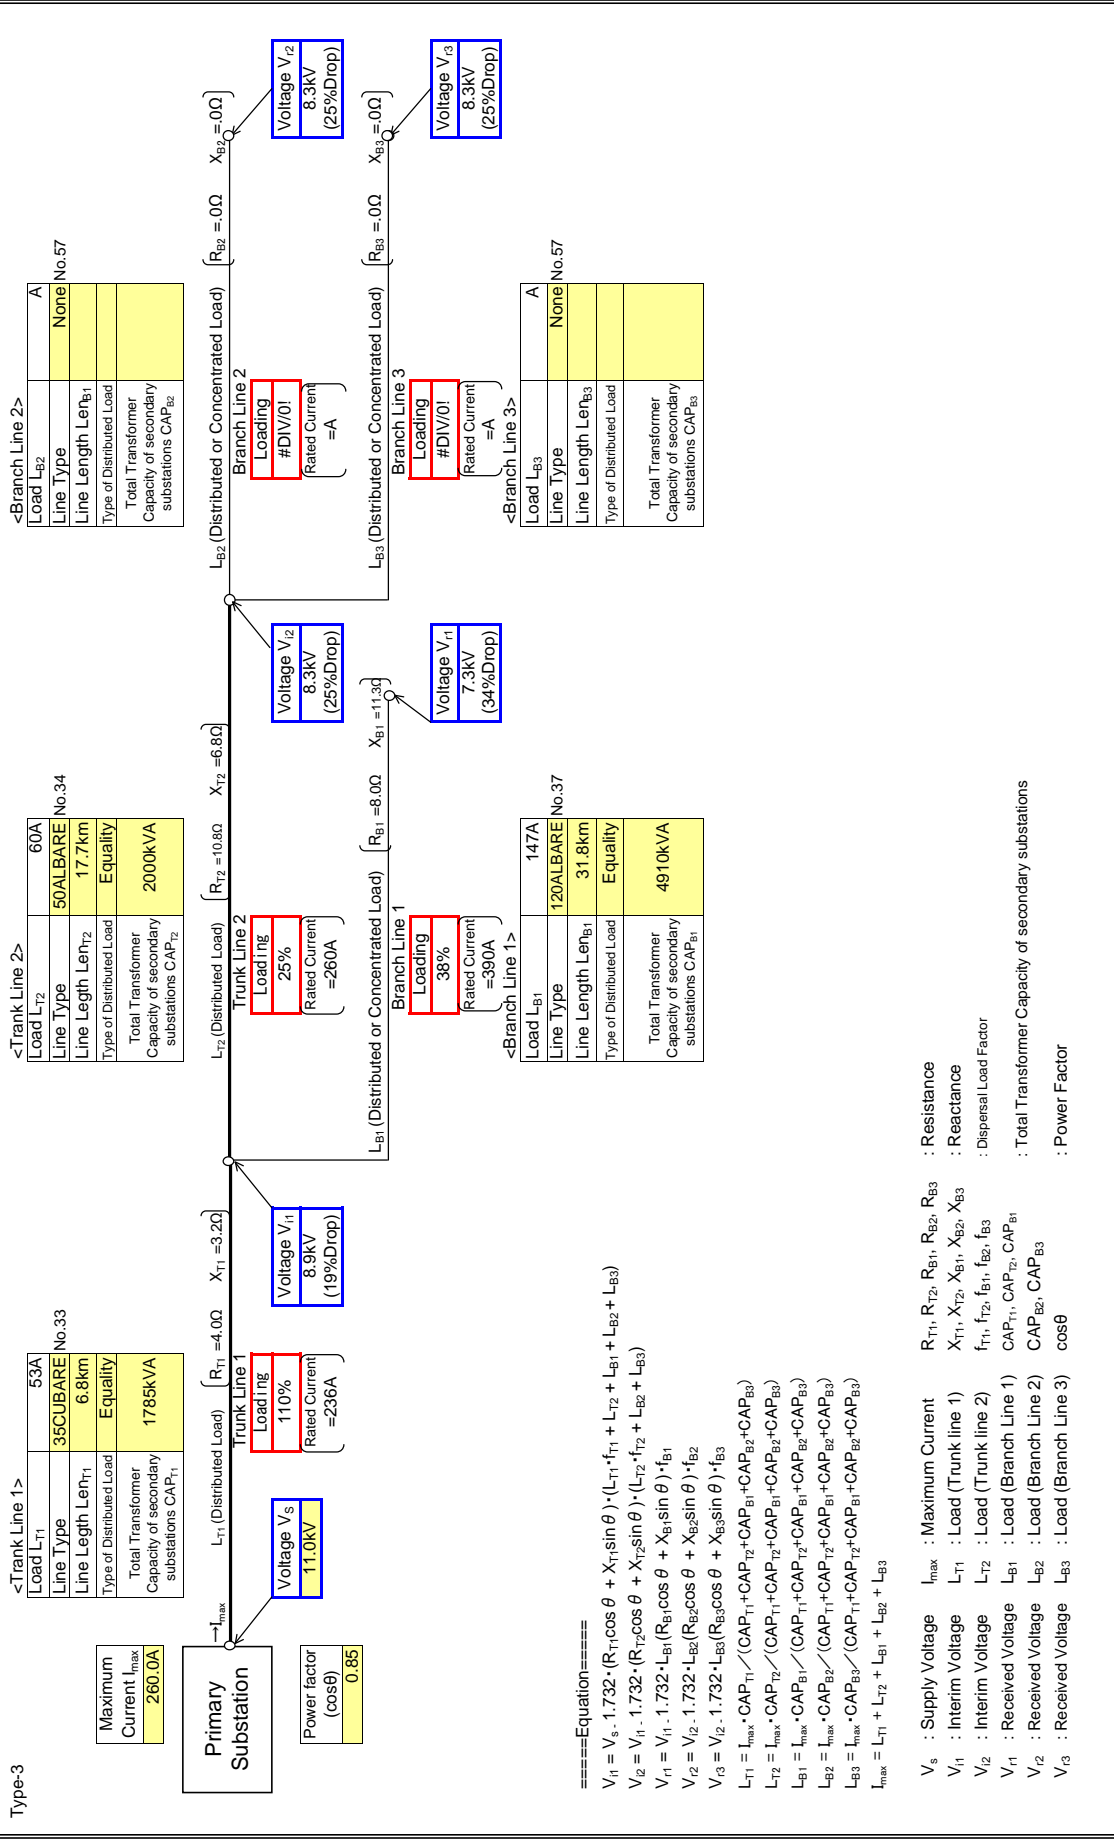 Type-3
Maximum
Current Imax
260.0A
Primary
Substation
Power factor
(cosθ)
0.85
→Imax
Voltage VS
11.0kV
<Trank Line 1>
Load LT1 53A
Line Type 35CUBARE No.33
Line Legth LenT1 6.8km
Type of Distributed Load Equality
Total Transformer
Capacity of secondary
substations CAPT1
1785kVA
LT1 (Distributed Load)
RT1 =4.0Ω XT1 =3.2Ω
Trunk Line 1
Loading
110%
Rated Current
=236A
Voltage Vi1
8.9kV
(19%Drop)
<Trank Line 2>
Load LT2 60A
Line Type 50ALBARE No.34
Line Legth LenT2 17.7km
Type of Distributed Load Equality
Total Transformer
Capacity of secondary
substations CAPT2
2000kVA
LT2 (Distributed Load)
RT2 =10.8Ω XT2 =6.8Ω
Trunk Line 2
Loading
25%
Rated Current
=260A
Voltage Vi2
8.3kV
(25%Drop)
LB1 (Distributed or Concentrated Load)
RB1 =8.0Ω XB1 =11.3Ω
Branch Line 1
Loading
38%
Rated Current
=390A
Voltage Vr1
7.3kV
(34%Drop)
<Branch Line 1>
Load LB1 147A
Line Type 120ALBARE No.37
Line Length LenB1 31.8km
Type of Distributed Load Equality
Total Transformer
Capacity of secondary
substations CAPB1
4910kVA
<Branch Line 2>
Load LB2 A
Line Type None No.57
Line Length LenB1
Type of Distributed Load
Total Transformer
Capacity of secondary
substations CAPB2
LB2 (Distributed or Concentrated Load)
RB2 =.0Ω XB2 =.0Ω
Branch Line 2
Loading
#DIV/0!
Rated Current
=A
Voltage Vr2
8.3kV
(25%Drop)
LB3 (Distributed or Concentrated Load)
RB3 =.0Ω XB3 =.0Ω
Branch Line 3
Loading
#DIV/0!
Rated Current
=A
Voltage Vr3
8.3kV
(25%Drop)
<Branch Line 3>
Load LB3 A
Line Type None No.57
Line Length LenB3
Type of Distributed Load
Total Transformer
Capacity of secondary
substations CAPB3
=====Equation=====
Vi1 = VS - 1.732・(RT1cos θ + XT1sin θ)・(LT1・fT1 + LT2 + LB1 + LB2 + LB3)
Vi2 = Vi1 - 1.732・(RT2cos θ + XT2sin θ)・(LT2・fT2 + LB2 + LB3)
Vr1 = Vi1 - 1.732・LB1(RB1cos θ + XB1sin θ)・fB1
Vr2 = Vi2 - 1.732・LB2(RB2cos θ + XB2sin θ)・fB2
Vr3 = Vi2 - 1.732・LB3(RB3cos θ + XB3sin θ)・fB3
LT1 = Imax・CAPT1／(CAPT1+CAPT2+CAPB1+CAPB2+CAPB3)
LT2 = Imax・CAPT2／(CAPT1+CAPT2+CAPB1+CAPB2+CAPB3)
LB1 = Imax・CAPB1／(CAPT1+CAPT2+CAPB1+CAPB2+CAPB3)
LB2 = Imax・CAPB2／(CAPT1+CAPT2+CAPB1+CAPB2+CAPB3)
LB3 = Imax・CAPB3／(CAPT1+CAPT2+CAPB1+CAPB2+CAPB3)
Imax = LT1 + LT2 + LB1 + LB2 + LB3
Vs : Supply Voltage Imax : Maximum Current RT1, RT2, RB1, RB2, RB3 : Resistance
Vi1 : Interim Voltage LT1 : Load (Trunk line 1) XT1, XT2, XB1, XB2, XB3 : Reactance
Vi2 : Interim Voltage LT2 : Load (Trunk line 2) fT1, fT2, fB1, fB2, fB3 : Dispersal Load Factor
Vr1 : Received Voltage LB1 : Load (Branch Line 1) CAPT1, CAPT2, CAPB1 : Total Transformer Capacity of secondary substations
Vr2 : Received Voltage LB2 : Load (Branch Line 2) CAPB2, CAPB3
Vr3 : Received Voltage LB3 : Load (Branch Line 3) cosθ : Power Factor